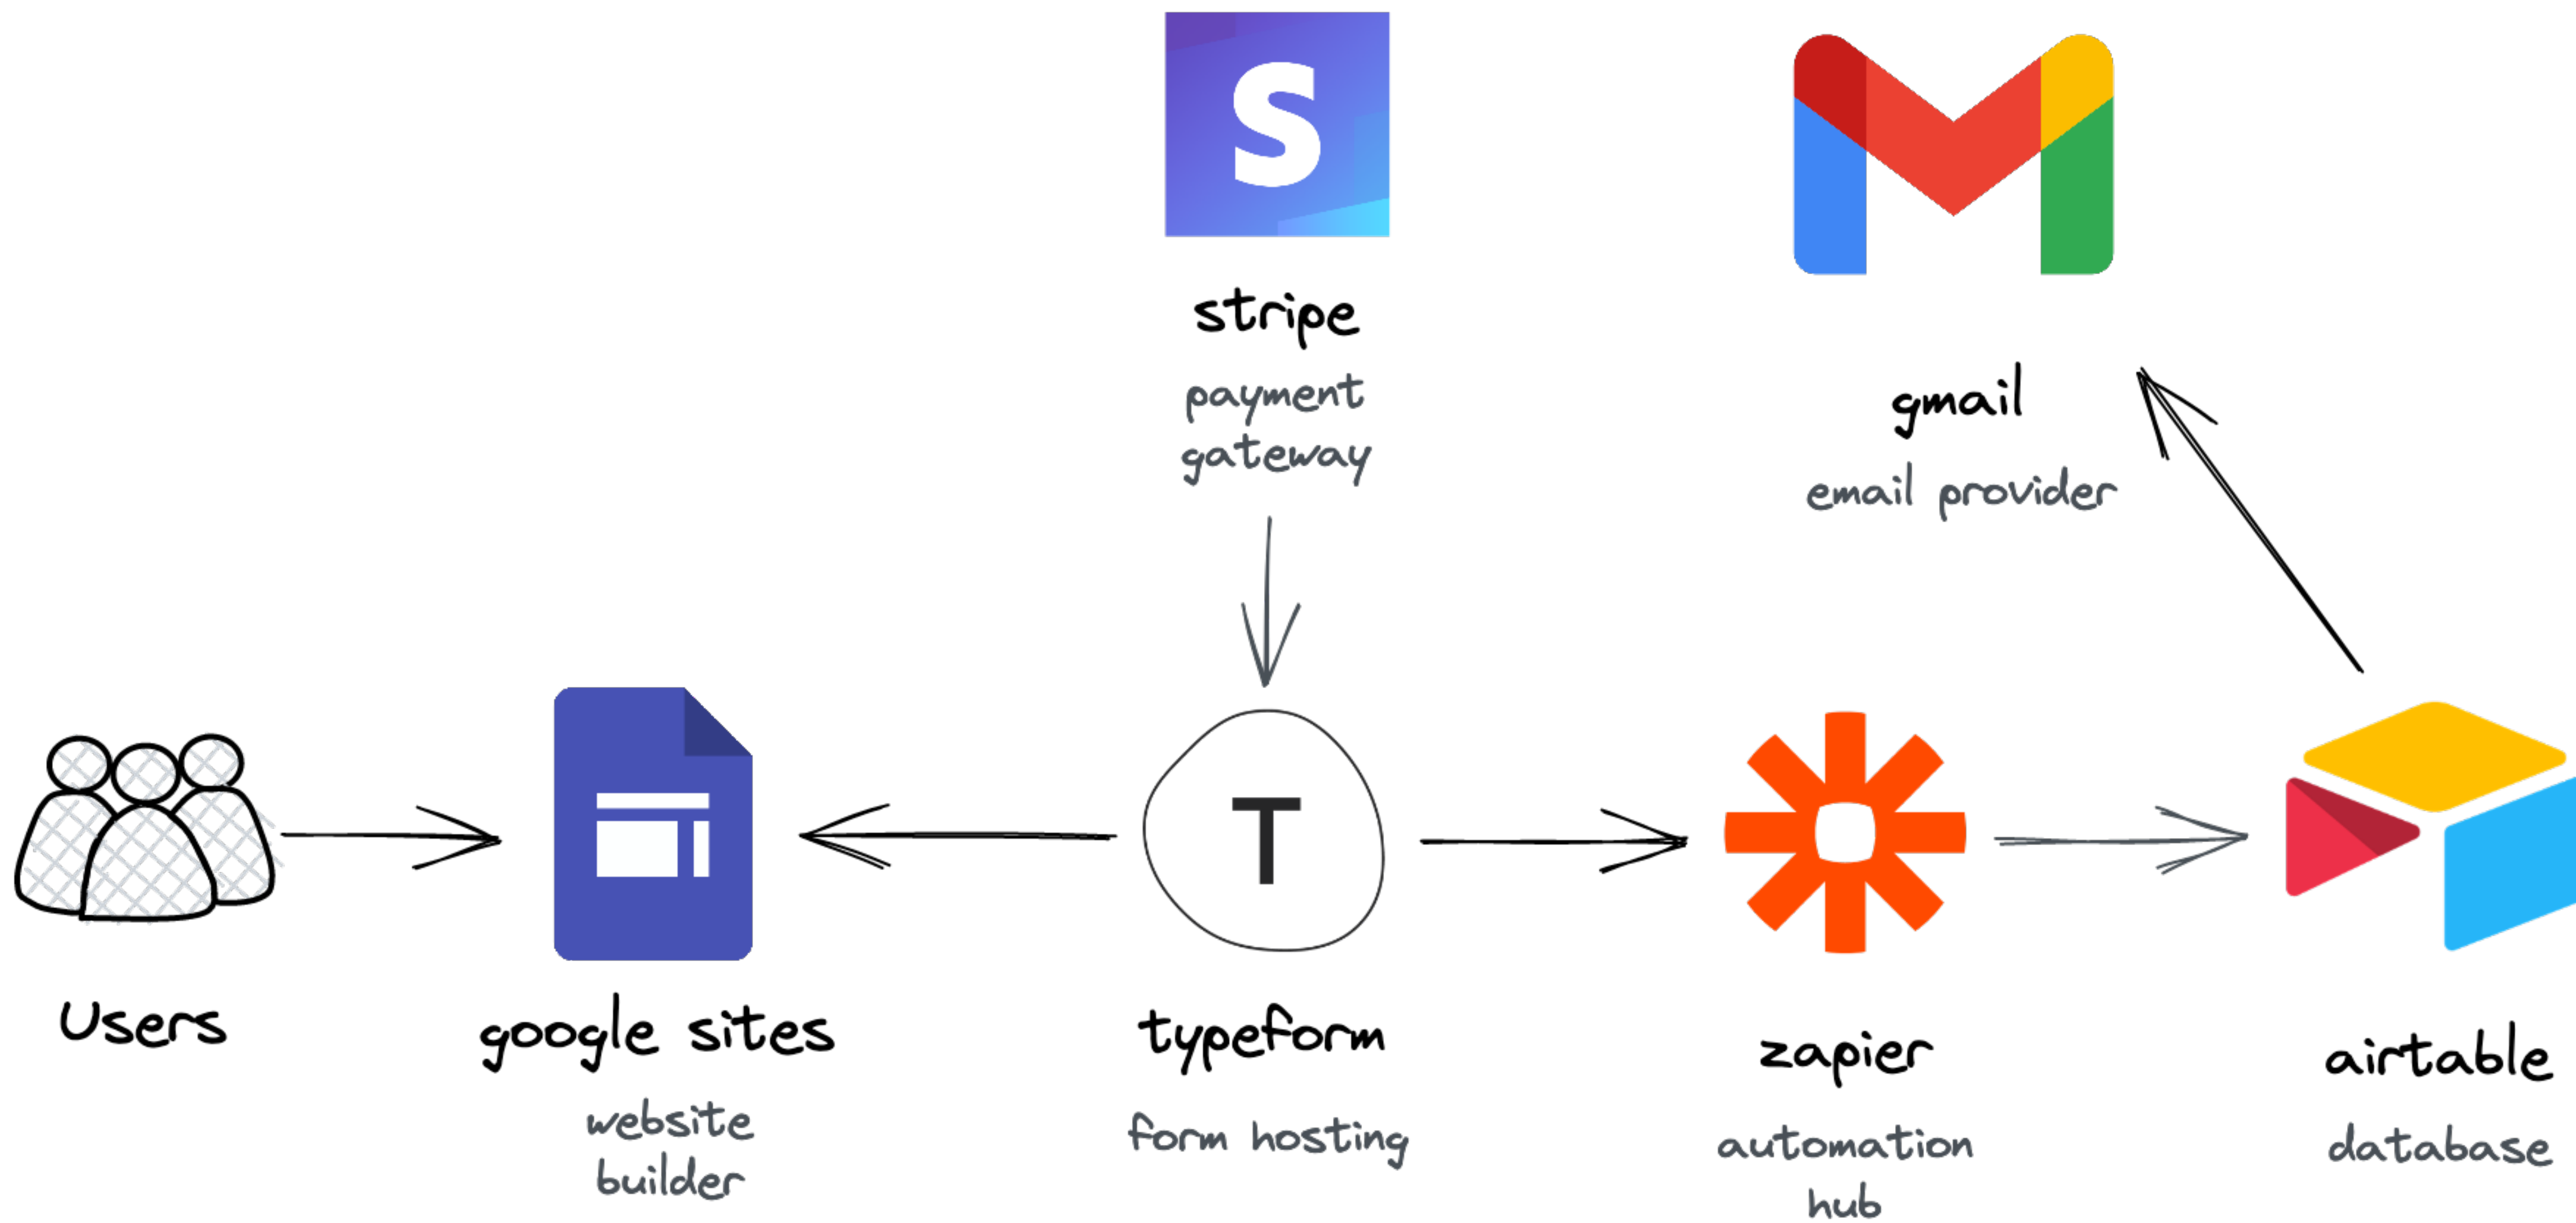 S
stripe
payment
gateway
gmail
email provider
T
Users
google sites
website
builder
typeform
form hosting
zapier
automation
hub
airtable
database